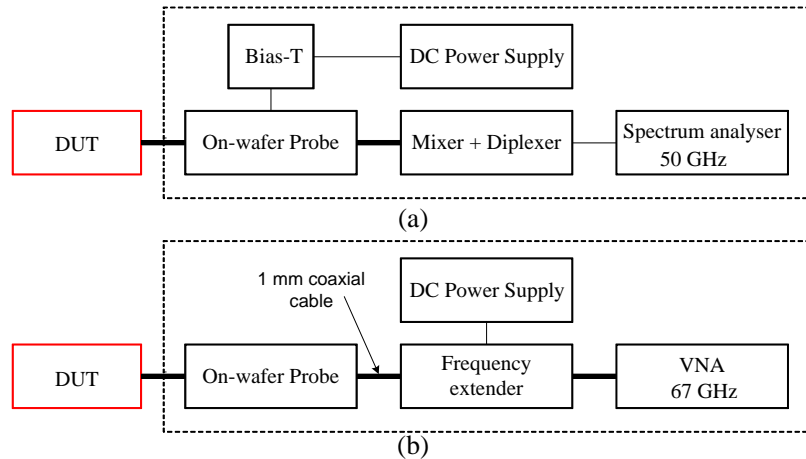 Bias-T
DC Power Supply
DUT
On-wafer Probe
Mixer + Diplexer
Spectrum analyser
50 GHz
(a)
1 mm coaxial
cable
DC Power Supply
DUT
On-wafer Probe
Frequency
extender
VNA
67 GHz
(b)